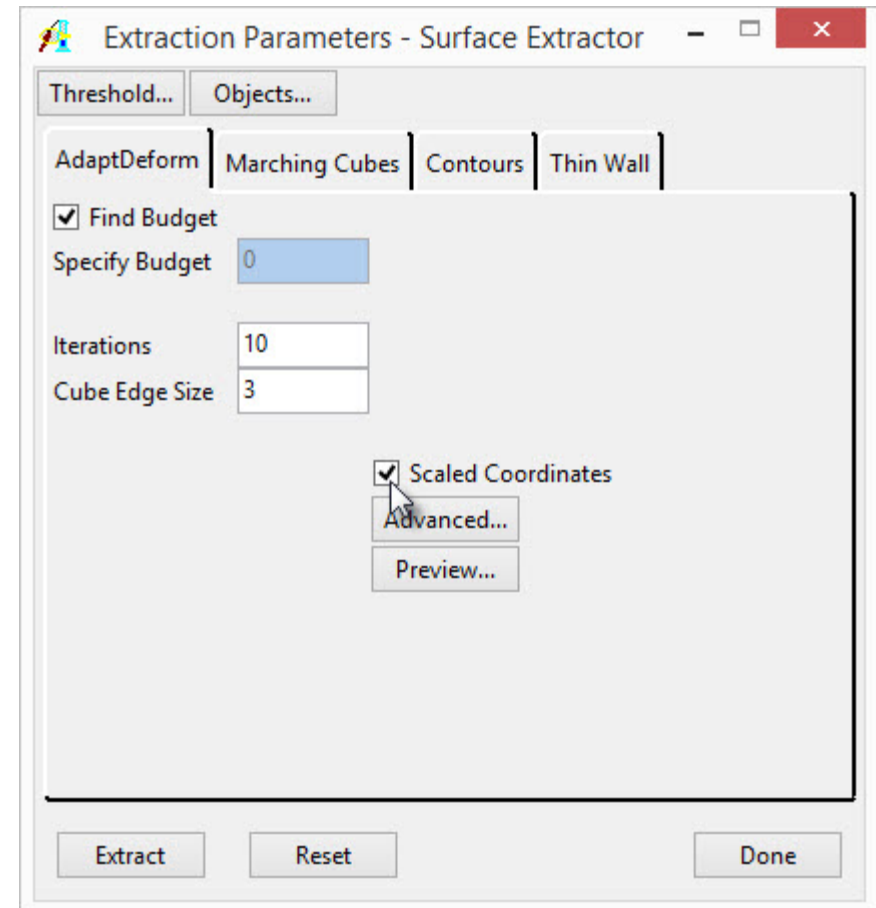 Extraction Parameters - Surface Extractor
Threshold... Objects...
AdaptDeform Marching Cubes Contours Thin Wall
Find Budget
Specify Budget 0
Iterations 10
Cube Edge Size 3
Scaled Coordinates
Advanced...
Preview...
Extract Reset Done